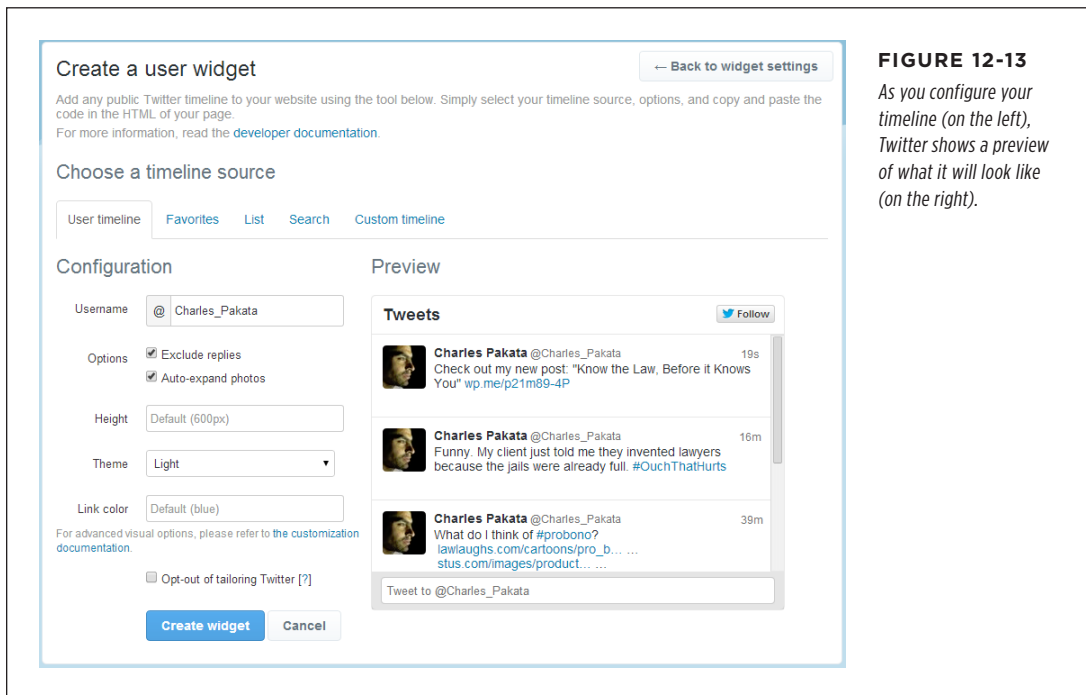 Create a user widget
← Back to widget settings
Add any public Twitter timeline to your website using the tool below. Simply select your timeline source, options, and copy and paste the
code in the HTML of your page.
For more information, read the developer documentation.
Choose a timeline source
User timeline Favorites List Search Custom timeline
Configuration
Username @ Charles_Pakata
Options Exclude replies
Auto-expand photos
Height Default (600px)
Theme Light
Link color Default (blue)
For advanced visual options, please refer to the customization
documentation.
Opt-out of tailoring Twitter [?]
Create widget Cancel
Preview
Tweets Follow
Charles Pakata @Charles_Pakata 19s
Check out my new post: "Know the Law, Before it Knows
You" wp.me/p21m89-4P
Charles Pakata @Charles_Pakata 16m
Funny. My client just told me they invented lawyers
because the jails were already full. #OuchThatHurts
Charles Pakata @Charles_Pakata 39m
What do I think of #probono?
lawlaughs.com/cartoons/pro_b... ...
stus.com/images/product... ...
Tweet to @Charles_Pakata
FIGURE 12-13
As you configure your
timeline (on the left),
Twitter shows a preview
of what it will look like
(on the right).